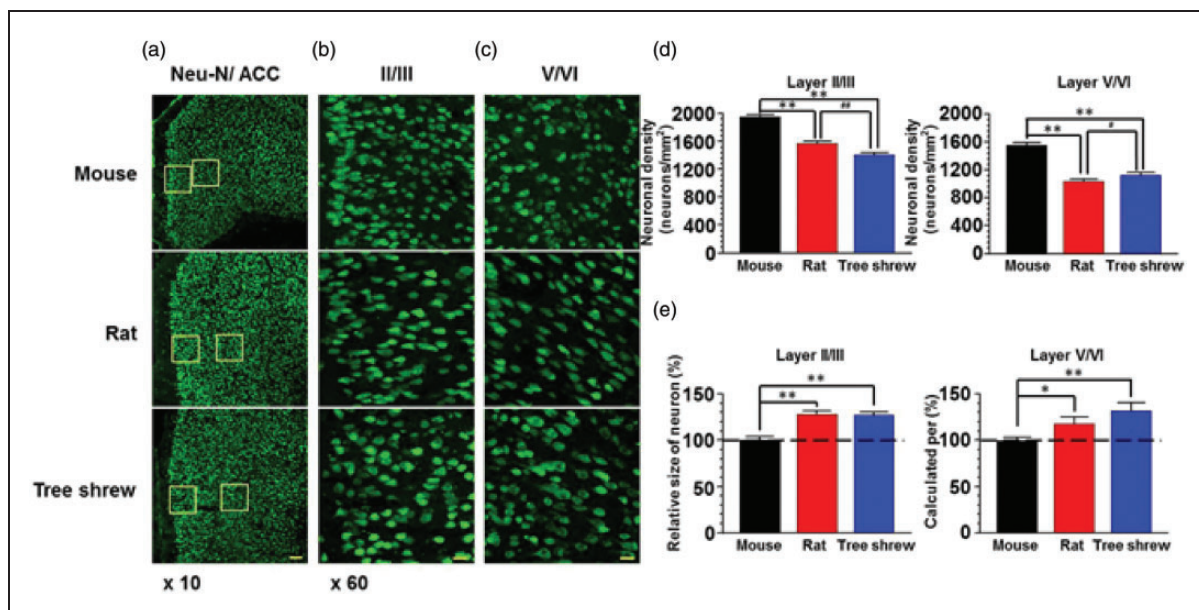 (a)
(b)
(c)
Neu-N/ ACC
II/III
V/VI
Mouse
Rat
Tree shrew
x 10
x 60
(d)
Layer II/III
Neuronal density
(neurons/mm²)
2000
1600
1200
800
400
0
** ** ##
Mouse Rat Tree shrew
Layer V/VI
Neuronal density
(neurons/mm²)
2000
1600
1200
800
400
0
** ** #
Mouse Rat Tree shrew
(e)
Layer II/III
Relative size of neuron (%)
150
100
50
0
** **
Mouse Rat Tree shrew
Layer V/VI
Calculated per (%)
150
100
50
0
** *
Mouse Rat Tree shrew